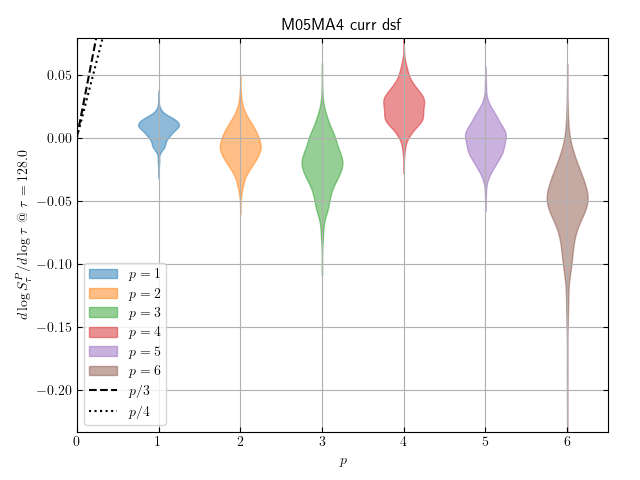 M05MA4 curr dsf
d log S_τ^P / d log τ @ τ = 128.0
0.05
0.00
−0.05
−0.10
−0.15
−0.20
p = 1
p = 2
p = 3
p = 4
p = 5
p = 6
p/3
p/4
0 1 2 3 4 5 6
p